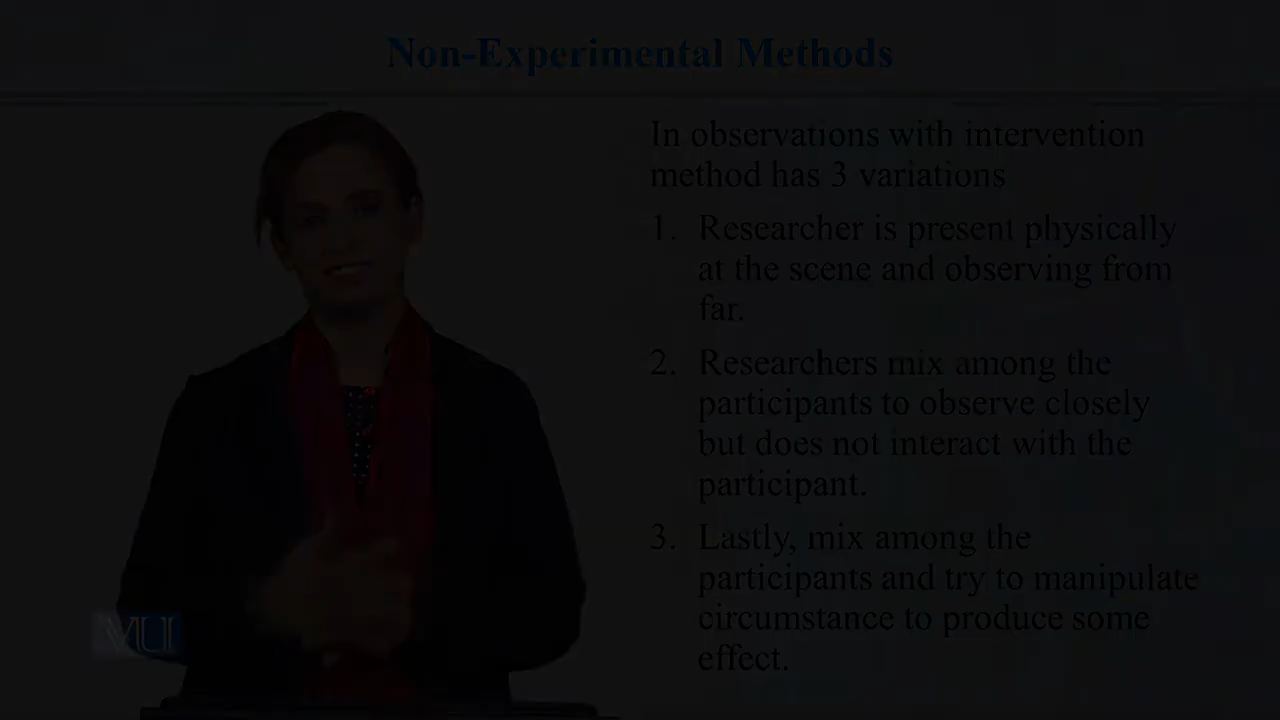 Non-Experimental Methods
In observations with intervention
method has 3 variations
1. Researcher is present physically
at the scene and observing from
far.
2. Researchers mix among the
participants to observe closely
but does not interact with the
participant.
3. Lastly, mix among the
participants and try to manipulate
circumstance to produce some
effect.
VU